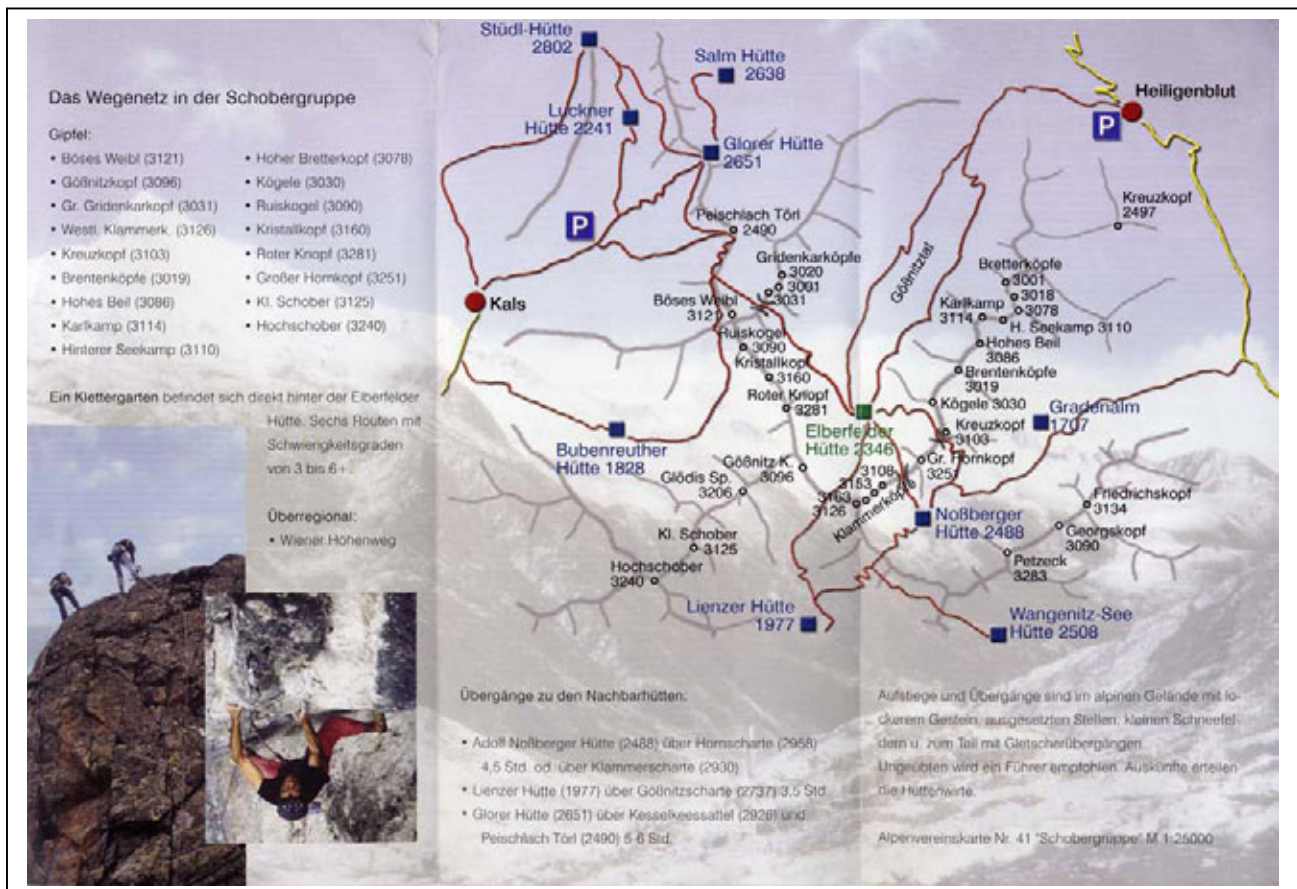 Das Wegenetz in der Schobergruppe
Gipfel:
• Böses Weibl (3121)
• Gößnitzkopf (3096)
• Gr. Gridenkarkopf (3031)
• Westl. Klammerk. (3126)
• Kreuzkopf (3103)
• Brentenköpfe (3019)
• Hohes Beil (3086)
• Karlkamp (3114)
• Hinterer Seekamp (3110)
• Hoher Bretterkopf (3078)
• Kögele (3030)
• Ruiskogel (3090)
• Kristallkopf (3160)
• Roter Knopf (3281)
• Großer Hornkopf (3251)
• Kl. Schober (3125)
• Hochschober (3240)
Ein Klettergarten befindet sich direkt hinter der Elberfelder
Hütte. Sechs Routen mit
Schwierigkeitsgraden
von 3 bis 6+.
Überregional:
• Wiener Höhenweg
Stüdl-Hütte
2802
Salm Hütte
2638
Luckner
Hütte 2241
Glorer Hütte
2651
Heiligenblut
P
P
Kreuzkopf
2497
Peischlach Törl
2490
Gridenkarköpfe
3020
3001
3031
Gößnitztal
Bretterköpfe
3001
3018
3078
Karlkamp
3114
H. Seekamp 3110
Kals
Böses Weibl
3121
Hohes Beil
3086
Ruiskogel
3090
Brentenköpfe
3019
Kristallkopf
3160
Roter Knopf
3281
Kögele 3030
Elberfelder
Hütte 2346
Kreuzkopf
3103
Gradenalm
1707
Bubenreuther
Hütte 1828
Gößnitz K.
3096
Gr. Hornkopf
3251
Glödis Sp.
3206
3108
3153
3163
3126
Klammerköpfe
Friedrichskopf
3134
Noßberger
Hütte 2488
Georgskopf
3090
Kl. Schober
3125
Petzeck
3283
Hochschober
3240
Lienzer Hütte
1977
Wangenitz-See
Hütte 2508
Übergänge zu den Nachbarhütten:
• Adolf Noßberger Hütte (2488) über Hornscharte (2958)
4,5 Std. od. über Klammerscharte (2930)
• Lienzer Hütte (1977) über Gößnitzscharte (2737) 3,5 Std.
• Glorer Hütte (2651) über Kesselkeessattel (2926) und
Peischlach Törl (2490) 5-6 Std.
Aufstiege und Übergänge sind im alpinen Gelände mit lo-
ckerem Gestein, ausgesetzten Stellen, kleinen Schneefel-
dern u. zum Teil mit Gletscherübergängen.
Ungeübten wird ein Führer empfohlen. Auskünfte erteilen
die Hüttenwirte.
Alpenvereinskarte Nr. 41 "Schobergruppe" M 1:25000